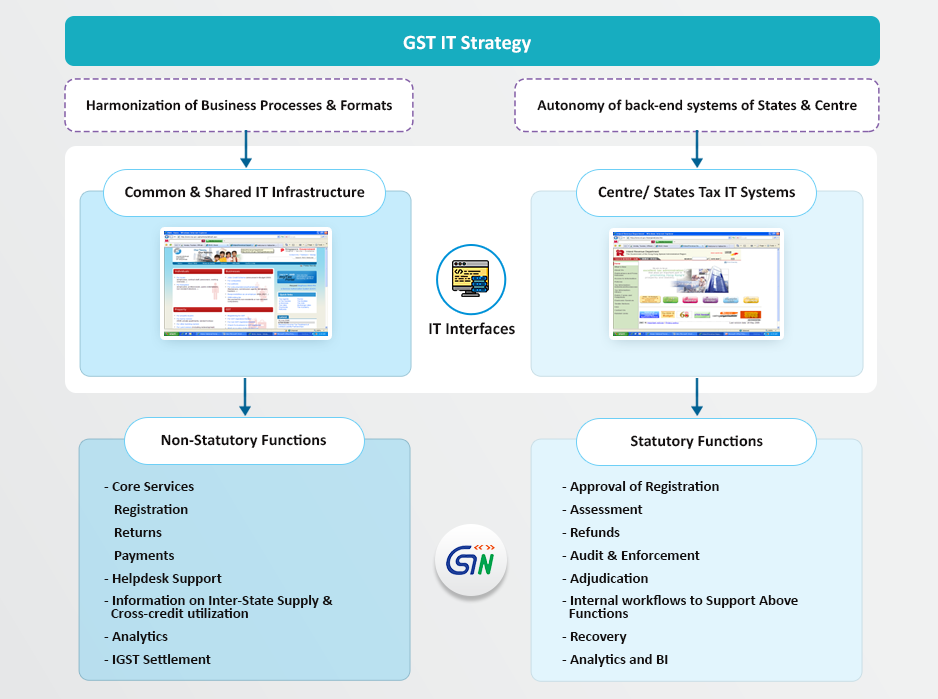 GST IT Strategy
Harmonization of Business Processes & Formats
Autonomy of back-end systems of States & Centre
Common & Shared IT Infrastructure
Centre/ States Tax IT Systems
IT Interfaces
Non-Statutory Functions
- Core Services
Registration
Returns
Payments
- Helpdesk Support
- Information on Inter-State Supply &
Cross-credit utilization
- Analytics
- IGST Settlement
GSTN
Statutory Functions
- Approval of Registration
- Assessment
- Refunds
- Audit & Enforcement
- Adjudication
- Internal workflows to Support Above
Functions
- Recovery
- Analytics and BI